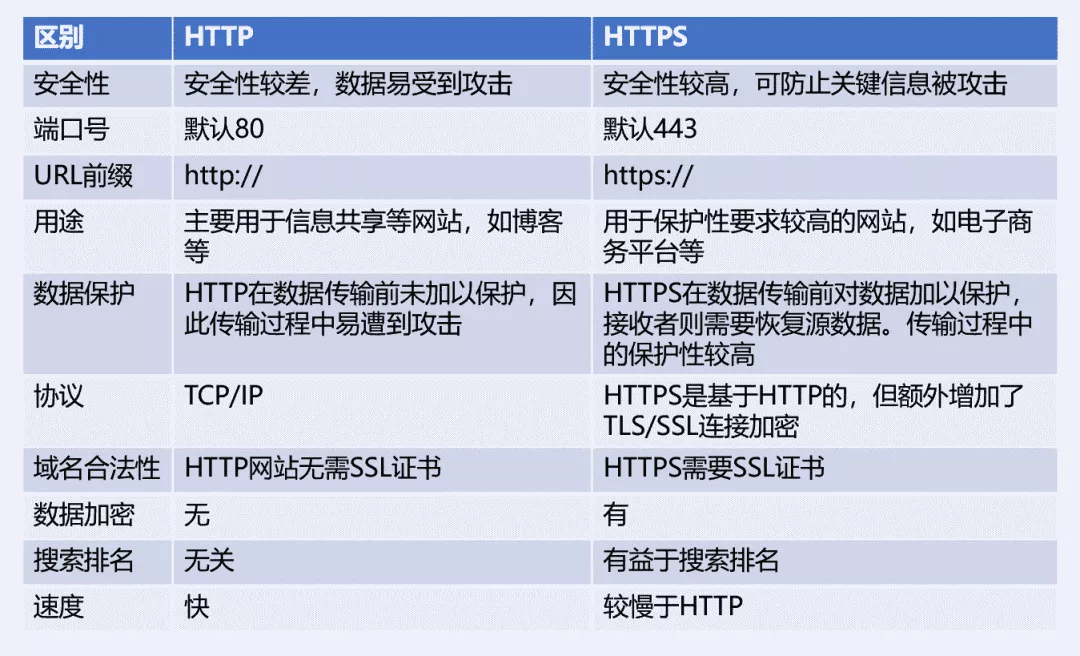 区别 HTTP HTTPS
安全性 安全性较差，数据易受到攻击 安全性较高，可防止关键信息被攻击
端口号 默认80 默认443
URL前缀 http:// https://
用途 主要用于信息共享等网站，如博客
等 用于保护性要求较高的网站，如电子商
务平台等
数据保护 HTTP在数据传输前未加以保护，因
此传输过程中易遭到攻击 HTTPS在数据传输前对数据加以保护，
接收者则需要恢复源数据。传输过程中
的保护性较高
协议 TCP/IP HTTPS是基于HTTP的，但额外增加了
TLS/SSL连接加密
域名合法性 HTTP网站无需SSL证书 HTTPS需要SSL证书
数据加密 无 有
搜索排名 无关 有益于搜索排名
速度 快 较慢于HTTP